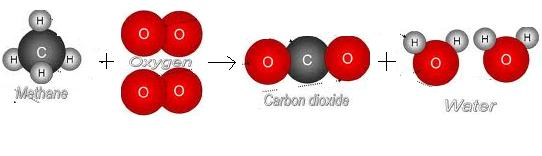 H
H C H
H
Methane
+
O O
Oxygen
O O
→
O C O
Carbon dioxide
+
H H
O
H H
O
Water